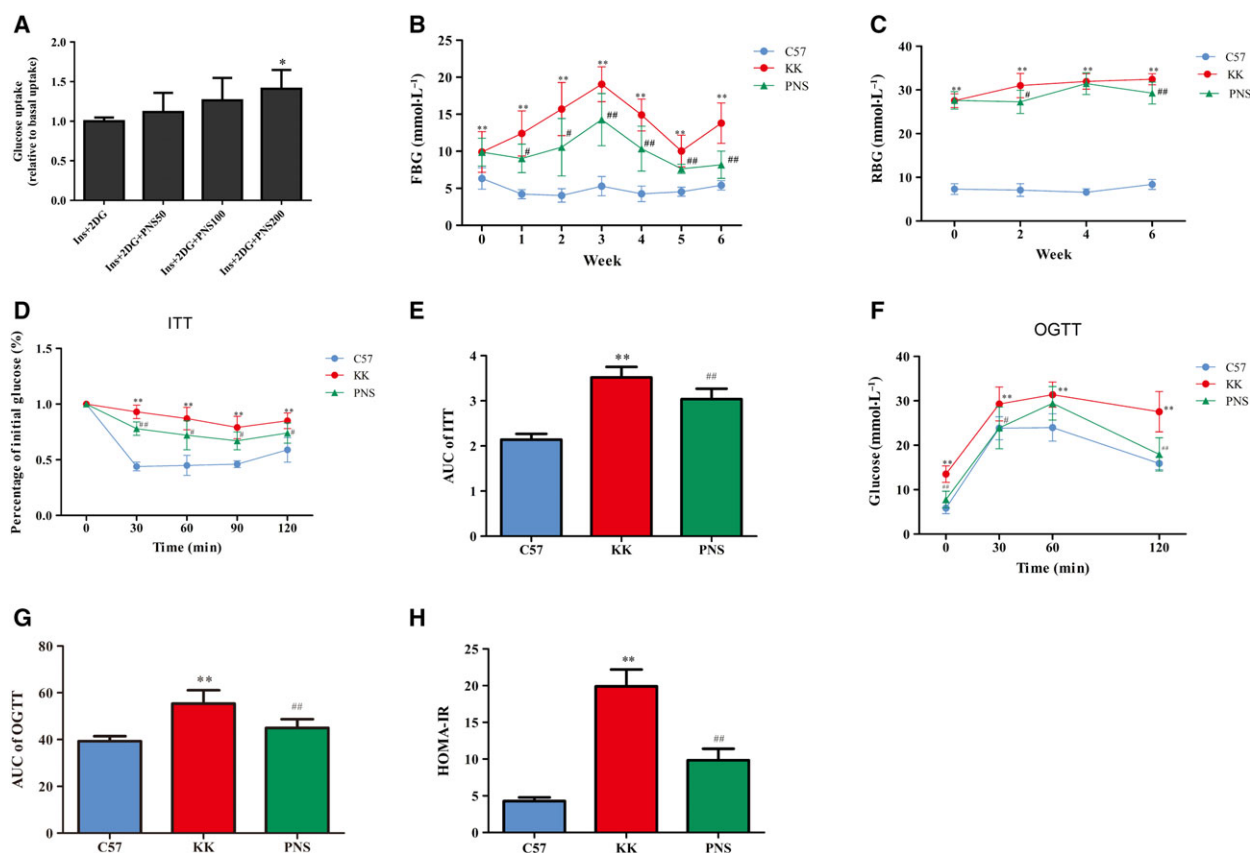 A
Glucose uptake
(relative to basal uptake)
2.0
1.5
1.0
0.5
0.0
*
Ins+2DG
Ins+2DG+PNS50
Ins+2DG+PNS100
Ins+2DG+PNS200
B
FBG (mmol·L⁻¹)
25
20
15
10
5
0
** ** ** ** ** ** **
# # ## ## ## ##
0 1 2 3 4 5 6
Week
C57
KK
PNS
C
RBG (mmol·L⁻¹)
40
30
20
10
0
** ** ** **
# ##
0 2 4 6
Week
C57
KK
PNS
D
ITT
Percentage of initial glucose (%)
1.5
1.0
0.5
0.0
** ** ** **
## # # #
0 30 60 90 120
Time (min)
C57
KK
PNS
E
AUC of ITT
4
3
2
1
0
**
##
C57 KK PNS
F
OGTT
Glucose (mmol·L⁻¹)
40
30
20
10
0
** ** ** **
## # ##
0 30 60 120
Time (min)
C57
KK
PNS
G
AUC of OGTT
80
60
40
20
0
**
##
C57 KK PNS
H
HOMA-IR
25
20
15
10
5
0
**
##
C57 KK PNS